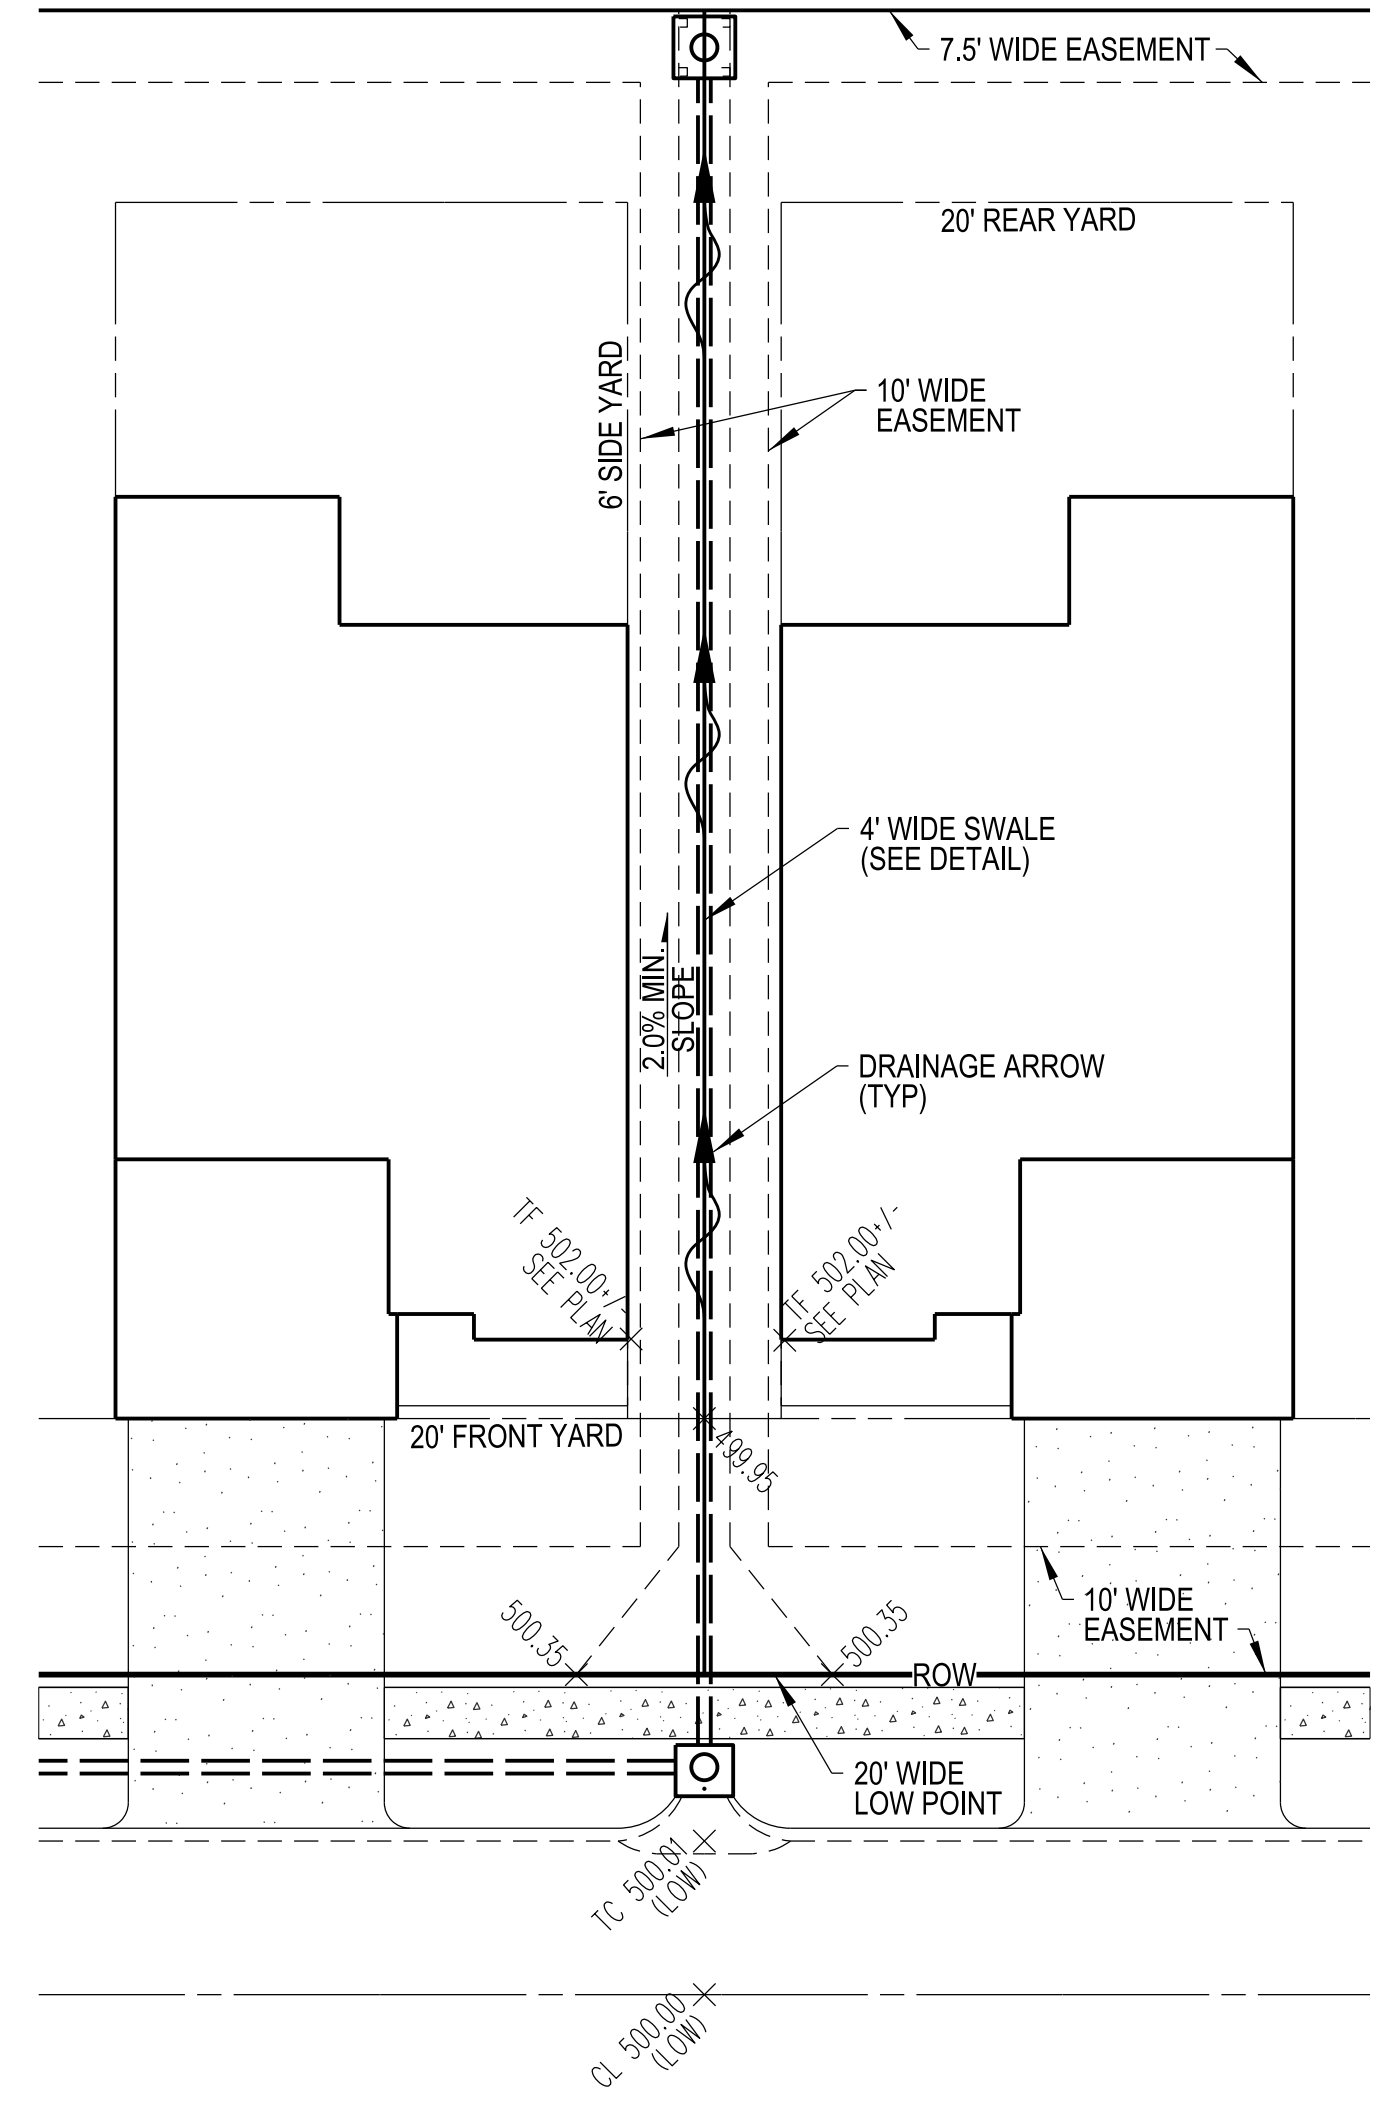 7.5' WIDE EASEMENT
20' REAR YARD
6' SIDE YARD
10' WIDE
EASEMENT
4' WIDE SWALE
(SEE DETAIL)
2.0% MIN.
SLOPE
DRAINAGE ARROW
(TYP)
TF 502.00+/-
SEE PLAN
TF 502.00+/-
SEE PLAN
20' FRONT YARD
499.95
10' WIDE
EASEMENT
500.35
500.35
ROW
20' WIDE
LOW POINT
TC 500.01
(LOW)
CL 500.00
(LOW)